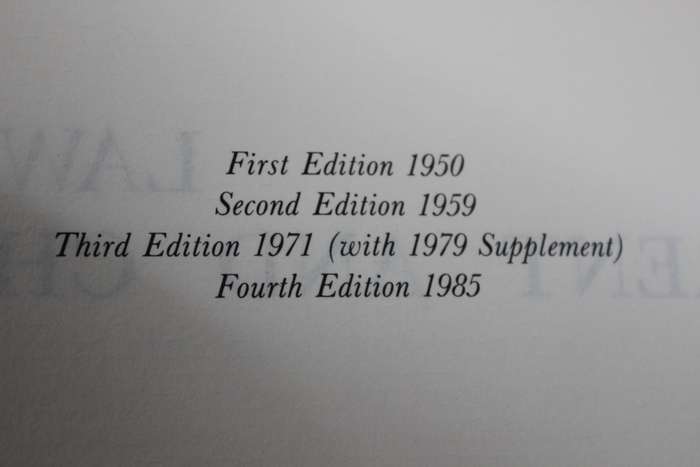 First Edition 1950
Second Edition 1959
Third Edition 1971 (with 1979 Supplement)
Fourth Edition 1985